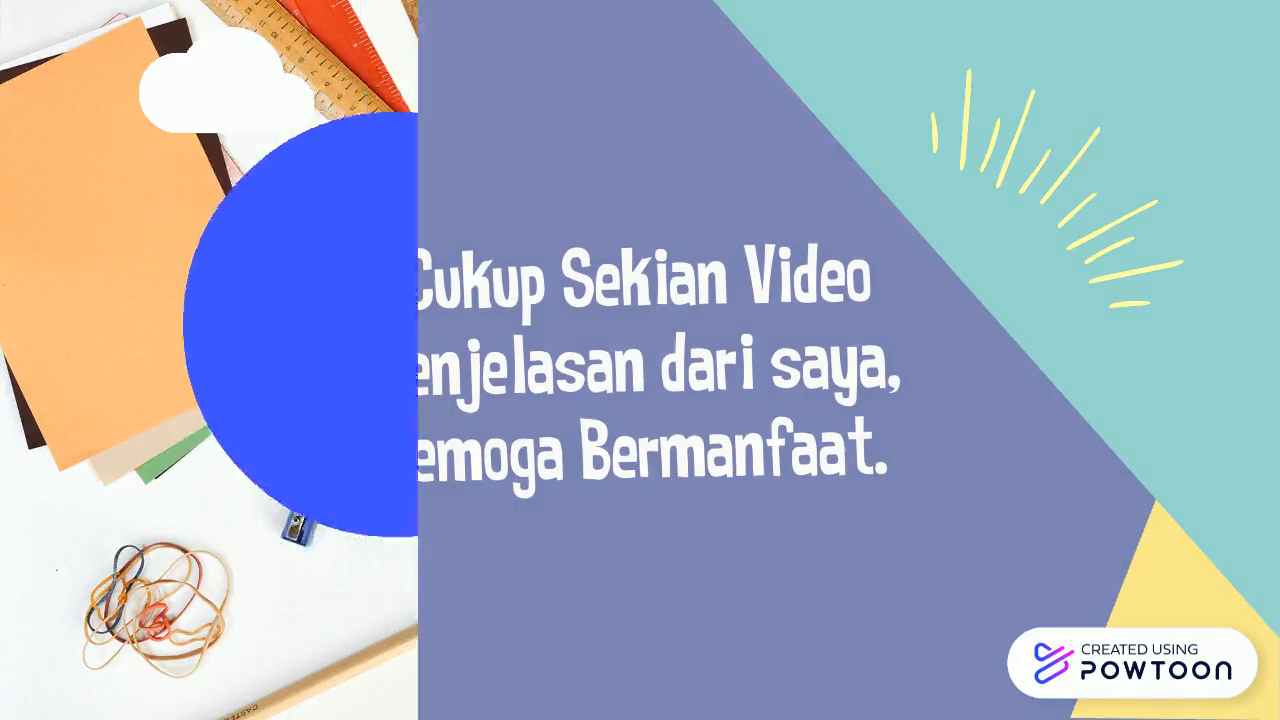 Cukup Sekian Video
enjelasan dari saya,
emoga Bermanfaat.
CREATED USING
POWTOON